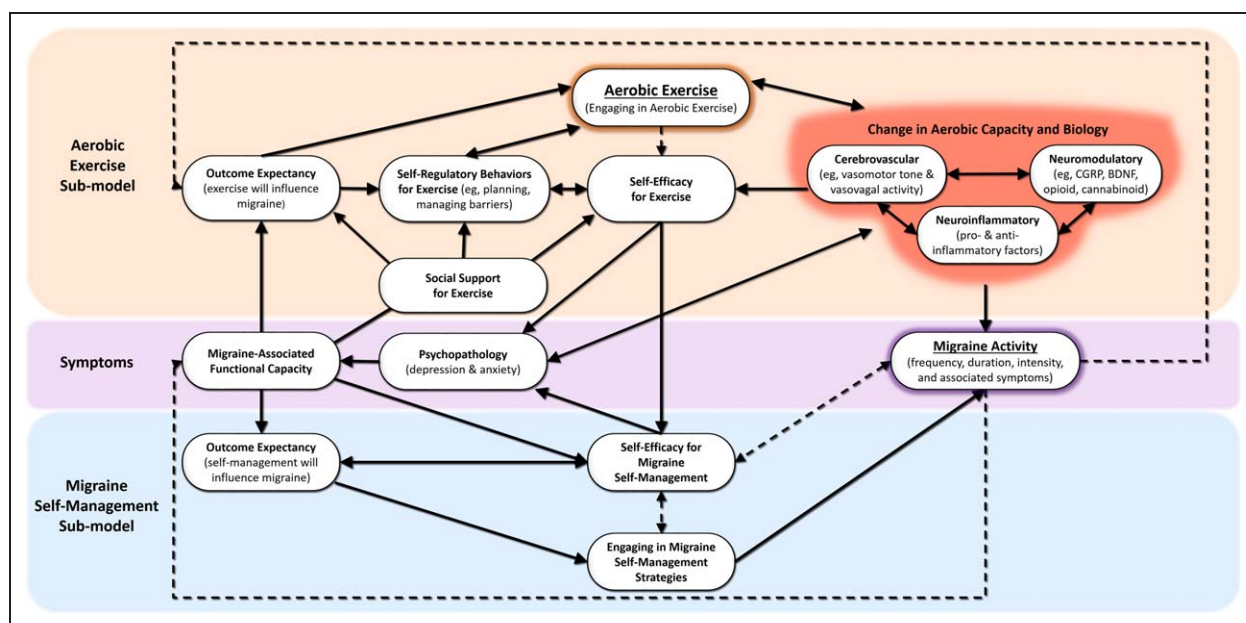 Aerobic
Exercise
Sub-model
Aerobic Exercise
(Engaging in Aerobic Exercise)
Change in Aerobic Capacity and Biology
Outcome Expectancy
(exercise will influence
migraine)
Self-Regulatory Behaviors
for Exercise (eg, planning,
managing barriers)
Self-Efficacy
for Exercise
Cerebrovascular
(eg, vasomotor tone &
vasovagal activity)
Neuromodulatory
(eg, CGRP, BDNF,
opioid, cannabinoid)
Neuroinflammatory
(pro- & anti-
inflammatory factors)
Social Support
for Exercise
Symptoms
Migraine-Associated
Functional Capacity
Psychopathology
(depression & anxiety)
Migraine Activity
(frequency, duration, intensity,
and associated symptoms)
Migraine
Self-Management
Sub-model
Outcome Expectancy
(self-management will
influence migraine)
Self-Efficacy for
Migraine
Self-Management
Engaging in Migraine
Self-Management
Strategies